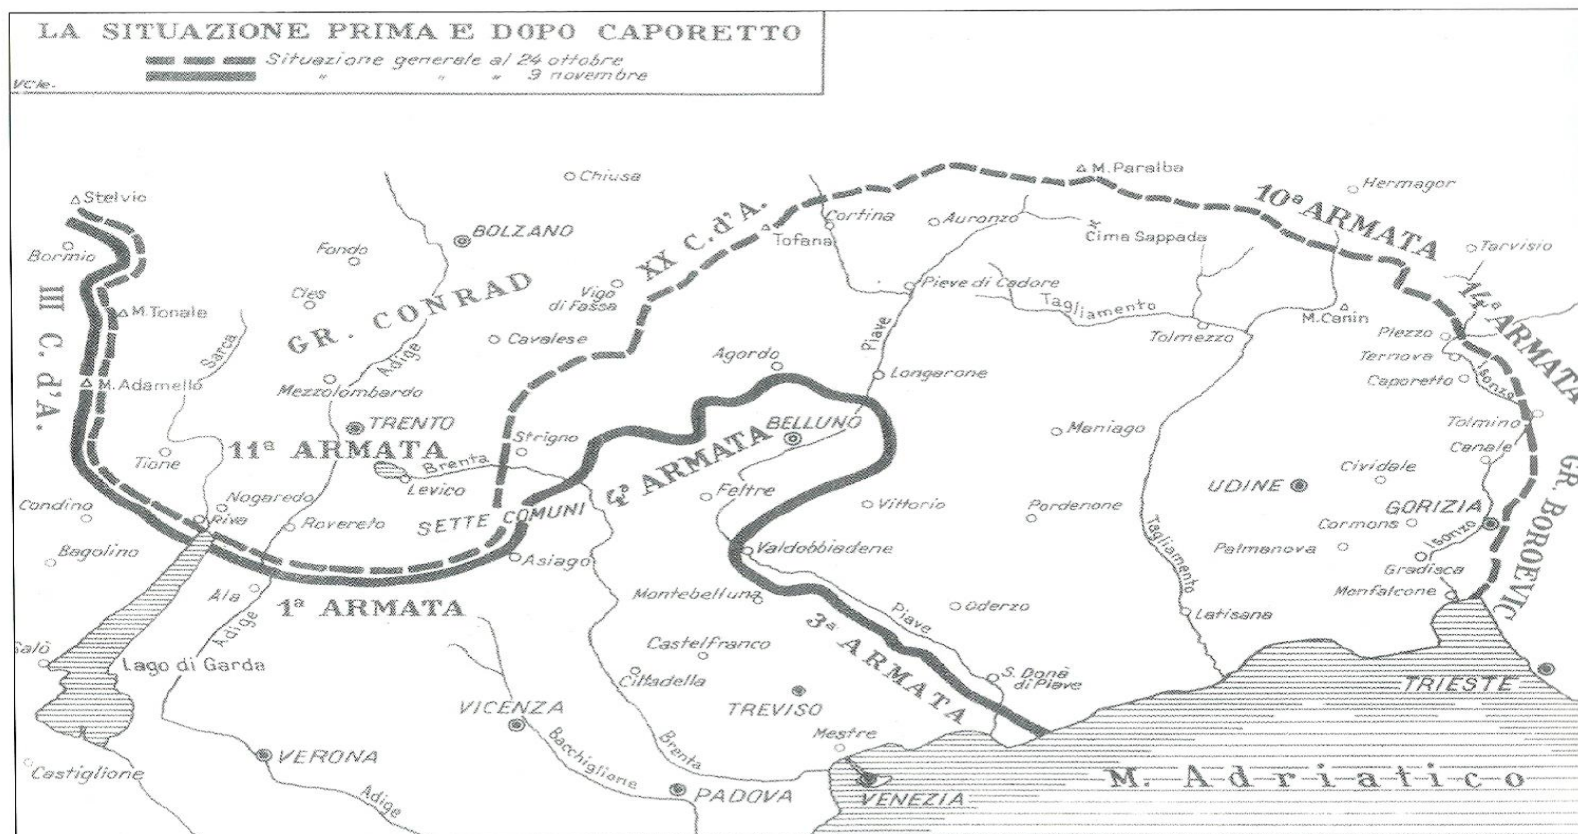 LA SITUAZIONE PRIMA E DOPO CAPORETTO
Situazione generale al 24 ottobre
" " " 9 novembre
VCle.
Stelvio
Chiusa
M. Paralba
Hermagor
10ª ARMATA
Bormio
Fondo
BOLZANO
XX C. d'A.
Tofana
Cortina
Auronzo
Cima Sappada
Tarvisio
III C. d'A.
M. Tonale
Cles
GR. CONRAD
Vigo
di Fassa
Pieve di Cadore
Tagliamento
Tolmezzo
M. Canin
14ª ARMATA
Plezzo
Ternova
Caporetto
Isonzo
Sarca
Adige
Cavalese
Agordo
Piave
Longarone
M. Adamello
Mezzolombardo
TRENTO
11ª ARMATA
Strigno
BELLUNO
Maniago
Tolmino
Canale
Tione
Levico
Brenta
4ª ARMATA
Feltre
Vittorio
Pordenone
UDINE
Cividale
GORIZIA
GR. BOROEVIC
Condino
Nogaredo
Riva
Rovereto
SETTE COMUNI
Cormons
Isonzo
Bagolino
Asiago
Valdobbiadene
Tagliamento
Palmanova
Gradisca
Ala
1ª ARMATA
Montebelluna
Piave
Oderzo
Latisana
Monfalcone
Adige
3ª ARMATA
Salò
Lago di Garda
Castelfranco
Cittadella
S. Donà
di Piave
TRIESTE
VICENZA
TREVISO
Mestre
VERONA
Bacchiglione
Brenta
Castiglione
Adige
PADOVA
VENEZIA
M. Adriatico